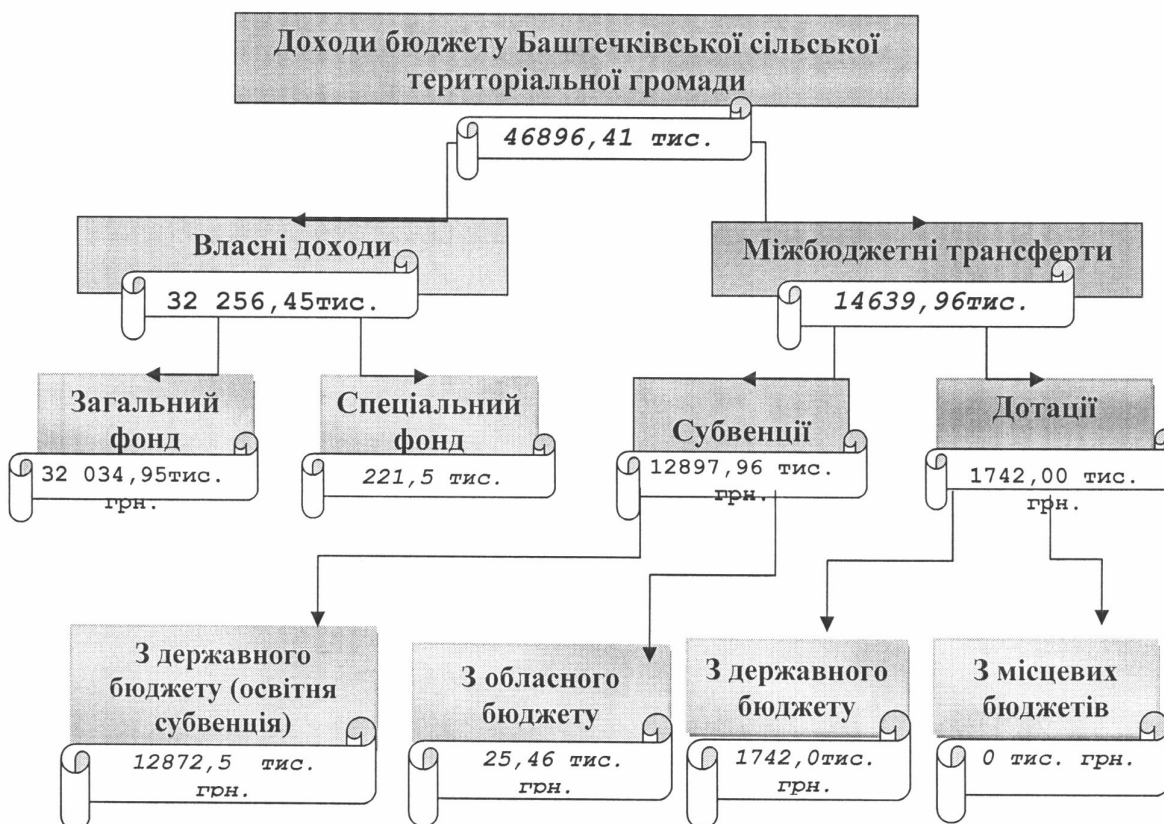 Доходи бюджету Баштечківської сільської
територіальної громади
46896,41 тис.
Власні доходи
32 256,45тис.
Міжбюджетні трансферти
14639,96тис.
Загальний
фонд
32 034,95тис.
грн.
Спеціальний
фонд
221,5 тис.
Субвенції
12897,96 тис.
грн.
Дотації
1742,00 тис.
грн.
З державного
бюджету (освітня
субвенція)
12872,5 тис.
грн.
З обласного
бюджету
25,46 тис.
грн.
З державного
бюджету
1742,0тис.
грн.
З місцевих
бюджетів
0 тис. грн.